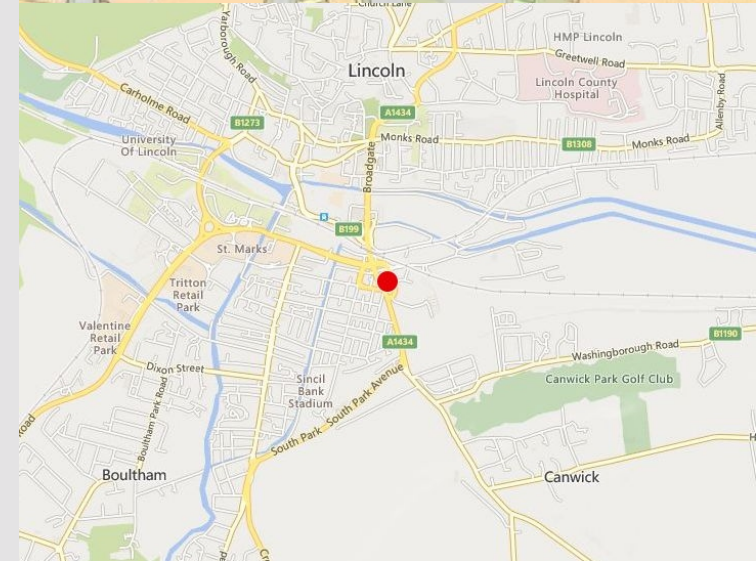 Church Lane
Yarborough Road
Lincoln
HMP Lincoln
Greetwell Road
Lincoln County
Hospital
Allenby Road
Carholme Road
A1434
B1273
Monks Road
B1308
Monks Road
University
Of Lincoln
Broadgate
B199
St. Marks
Tritton
Retail
Park
Valentine
Retail
Park
A1434
B1190
Washingborough Road
Dixon Street
Canwick Park Golf Club
Sincil
Bank
Stadium
South Park Avenue
Boultham Park Road
Road
South Park
Boultham
Canwick